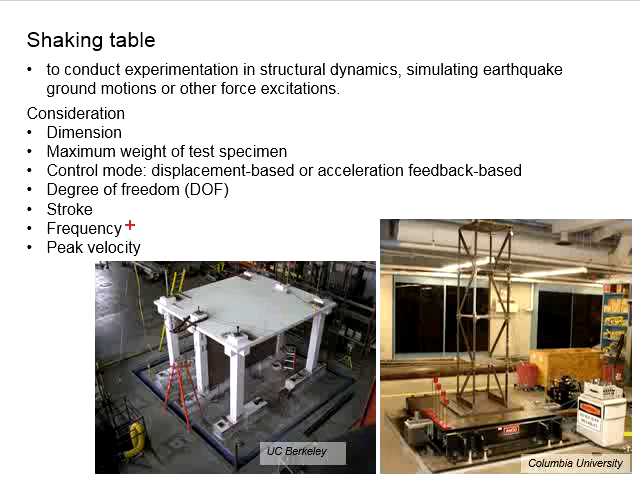 Shaking table
• to conduct experimentation in structural dynamics, simulating earthquake
ground motions or other force excitations.
Consideration
• Dimension
• Maximum weight of test specimen
• Control mode: displacement-based or acceleration feedback-based
• Degree of freedom (DOF)
• Stroke
• Frequency
• Peak velocity
UC Berkeley
Columbia University